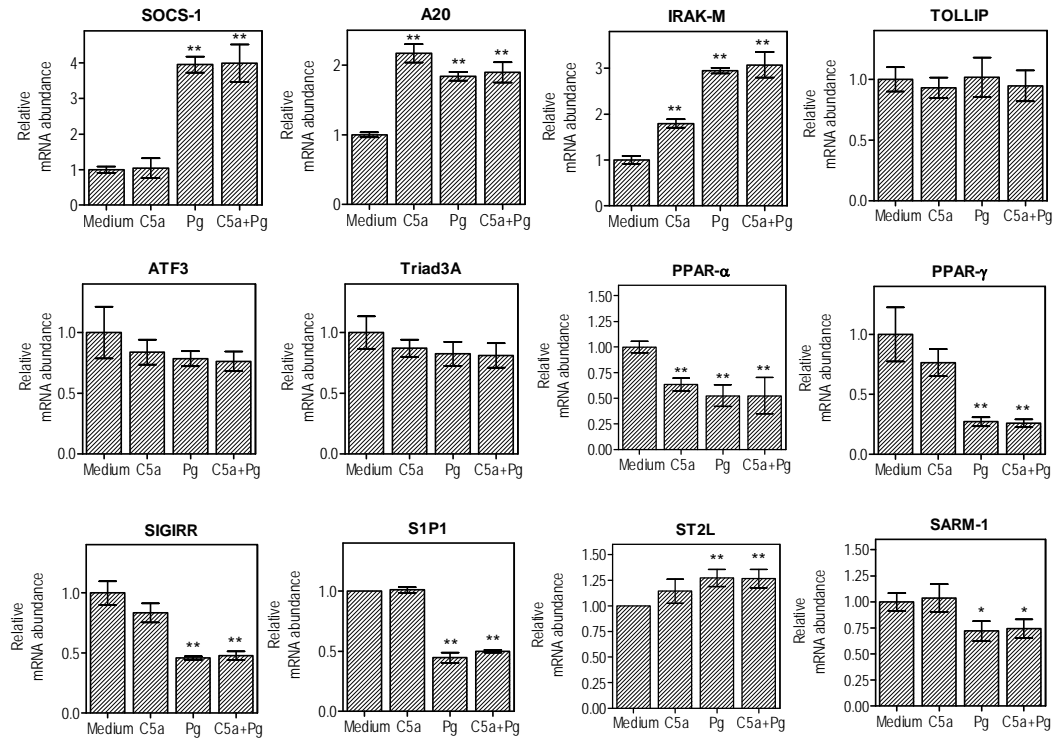 SOCS-1
Relative
mRNA abundance
4
3
2
1
0
**
**
Medium C5a Pg C5a+Pg
A20
Relative
mRNA abundance
2
1
0
**
**
**
Medium C5a Pg C5a+Pg
IRAK-M
Relative
mRNA abundance
3
2
1
0
**
**
**
Medium C5a Pg C5a+Pg
TOLLIP
Relative
mRNA abundance
1.0
0.5
0.0
Medium C5a Pg C5a+Pg
ATF3
Relative
mRNA abundance
1.0
0.5
0.0
Medium C5a Pg C5a+Pg
Triad3A
Relative
mRNA abundance
1.0
0.5
0.0
Medium C5a Pg C5a+Pg
PPAR-α
Relative
mRNA abundance
1.50
1.25
1.00
0.75
0.50
0.25
0.00
**
**
**
Medium C5a Pg C5a+Pg
PPAR-γ
Relative
mRNA abundance
1.0
0.5
0.0
**
**
Medium C5a Pg C5a+Pg
SIGIRR
Relative
mRNA abundance
1.0
0.5
0.0
**
**
Medium C5a Pg C5a+Pg
S1P1
Relative
mRNA abundance
1.0
0.5
0.0
**
**
Medium C5a Pg C5a+Pg
ST2L
Relative
mRNA abundance
1.50
1.25
1.00
0.75
0.50
0.25
0.00
**
**
Medium C5a Pg C5a+Pg
SARM-1
Relative
mRNA abundance
1.50
1.25
1.00
0.75
0.50
0.25
0.00
*
*
Medium C5a Pg C5a+Pg